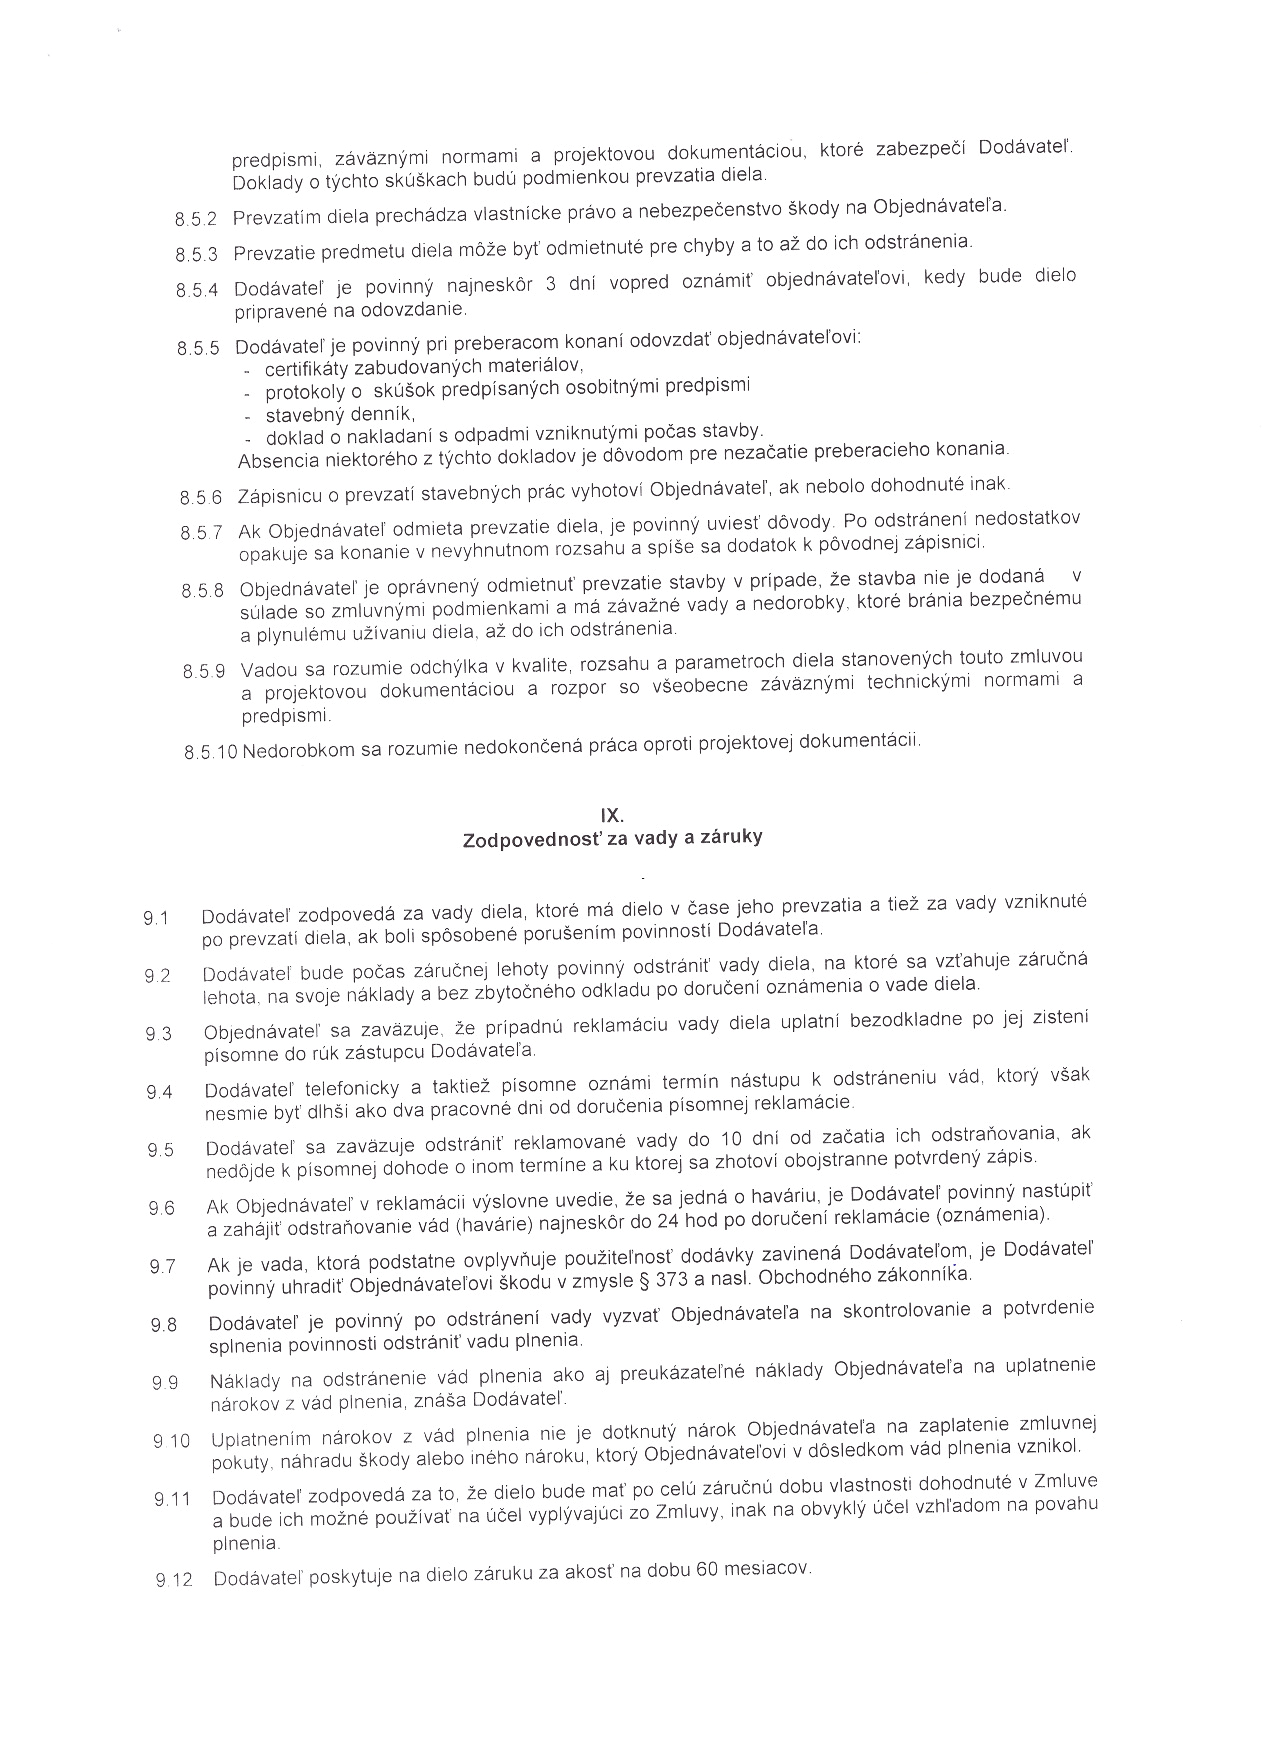 predpismi, záväznými normami a projektovou dokumentáciou, ktoré zabezpečí Dodávateľ.
Doklady o týchto skúškach budú podmienkou prevzatia diela.
8.5.2 Prevzatím diela prechádza vlastnícke právo a nebezpečenstvo škody na Objednávateľa.
8.5.3 Prevzatie predmetu diela môže byť odmietnuté pre chyby a to až do ich odstránenia.
8.5.4 Dodávateľ je povinný najneskôr 3 dní vopred oznámiť objednávateľovi, kedy bude dielo
pripravené na odovzdanie.
8.5.5 Dodávateľ je povinný pri preberacom konaní odovzdať objednávateľovi:
- certifikáty zabudovaných materiálov,
- protokoly o skúšok predpísaných osobitnými predpismi
- stavebný denník,
- doklad o nakladaní s odpadmi vzniknutými počas stavby.
Absencia niektorého z týchto dokladov je dôvodom pre nezačatie preberacieho konania.
8.5.6 Zápisnicu o prevzatí stavebných prác vyhotoví Objednávateľ, ak nebolo dohodnuté inak.
8.5.7 Ak Objednávateľ odmieta prevzatie diela, je povinný uviesť dôvody. Po odstránení nedostatkov
opakuje sa konanie v nevyhnutnom rozsahu a spíše sa dodatok k pôvodnej zápisnici.
8.5.8 Objednávateľ je oprávnený odmietnuť prevzatie stavby v prípade, že stavba nie je dodaná v
súlade so zmluvnými podmienkami a má závažné vady a nedorobky, ktoré bránia bezpečnému
a plynulému užívaniu diela, až do ich odstránenia.
8.5.9 Vadou sa rozumie odchýlka v kvalite, rozsahu a parametroch diela stanovených touto zmluvou
a projektovou dokumentáciou a rozpor so všeobecne záväznými technickými normami a
predpismi.
8.5.10 Nedorobkom sa rozumie nedokončená práca oproti projektovej dokumentácii.
IX.
Zodpovednosť za vady a záruky
9.1 Dodávateľ zodpovedá za vady diela, ktoré má dielo v čase jeho prevzatia a tiež za vady vzniknuté
po prevzatí diela, ak boli spôsobené porušením povinností Dodávateľa.
9.2 Dodávateľ bude počas záručnej lehoty povinný odstrániť vady diela, na ktoré sa vzťahuje záručná
lehota, na svoje náklady a bez zbytočného odkladu po doručení oznámenia o vade diela.
9.3 Objednávateľ sa zaväzuje, že prípadnú reklamáciu vady diela uplatní bezodkladne po jej zistení
písomne do rúk zástupcu Dodávateľa.
9.4 Dodávateľ telefonicky a taktiež písomne oznámi termín nástupu k odstráneniu vád, ktorý však
nesmie byť dlhší ako dva pracovné dni od doručenia písomnej reklamácie.
9.5 Dodávateľ sa zaväzuje odstrániť reklamované vady do 10 dní od začatia ich odstraňovania, ak
nedôjde k písomnej dohode o inom termíne a ku ktorej sa zhotoví obojstranne potvrdený zápis.
9.6 Ak Objednávateľ v reklamácii výslovne uvedie, že sa jedná o haváriu, je Dodávateľ povinný nastúpiť
a zahájiť odstraňovanie vád (havárie) najneskôr do 24 hod po doručení reklamácie (oznámenia).
9.7 Ak je vada, ktorá podstatne ovplyvňuje použiteľnosť dodávky zavinená Dodávateľom, je Dodávateľ
povinný uhradiť Objednávateľovi škodu v zmysle § 373 a nasl. Obchodného zákonníka.
9.8 Dodávateľ je povinný po odstránení vady vyzvať Objednávateľa na skontrolovanie a potvrdenie
splnenia povinnosti odstrániť vadu plnenia.
9.9 Náklady na odstránenie vád plnenia ako aj preukázateľné náklady Objednávateľa na uplatnenie
nárokov z vád plnenia, znáša Dodávateľ.
9.10 Uplatnením nárokov z vád plnenia nie je dotknutý nárok Objednávateľa na zaplatenie zmluvnej
pokuty, náhradu škody alebo iného nároku, ktorý Objednávateľovi v dôsledkom vád plnenia vznikol.
9.11 Dodávateľ zodpovedá za to, že dielo bude mať po celú záručnú dobu vlastnosti dohodnuté v Zmluve
a bude ich možné používať na účel vyplývajúci zo Zmluvy, inak na obvyklý účel vzhľadom na povahu
plnenia.
9.12 Dodávateľ poskytuje na dielo záruku za akosť na dobu 60 mesiacov.